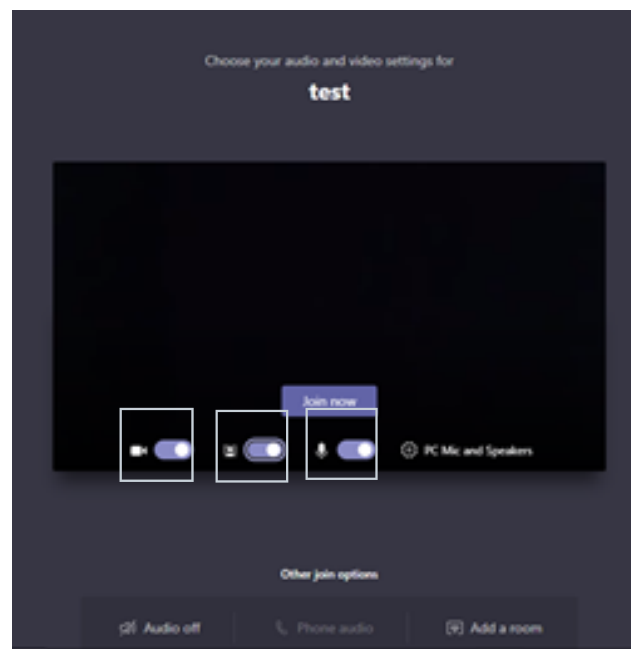 Choose your audio and video settings for
test
Join now
PC Mic and Speakers
Other join options
Audio off
Phone audio
Add a room